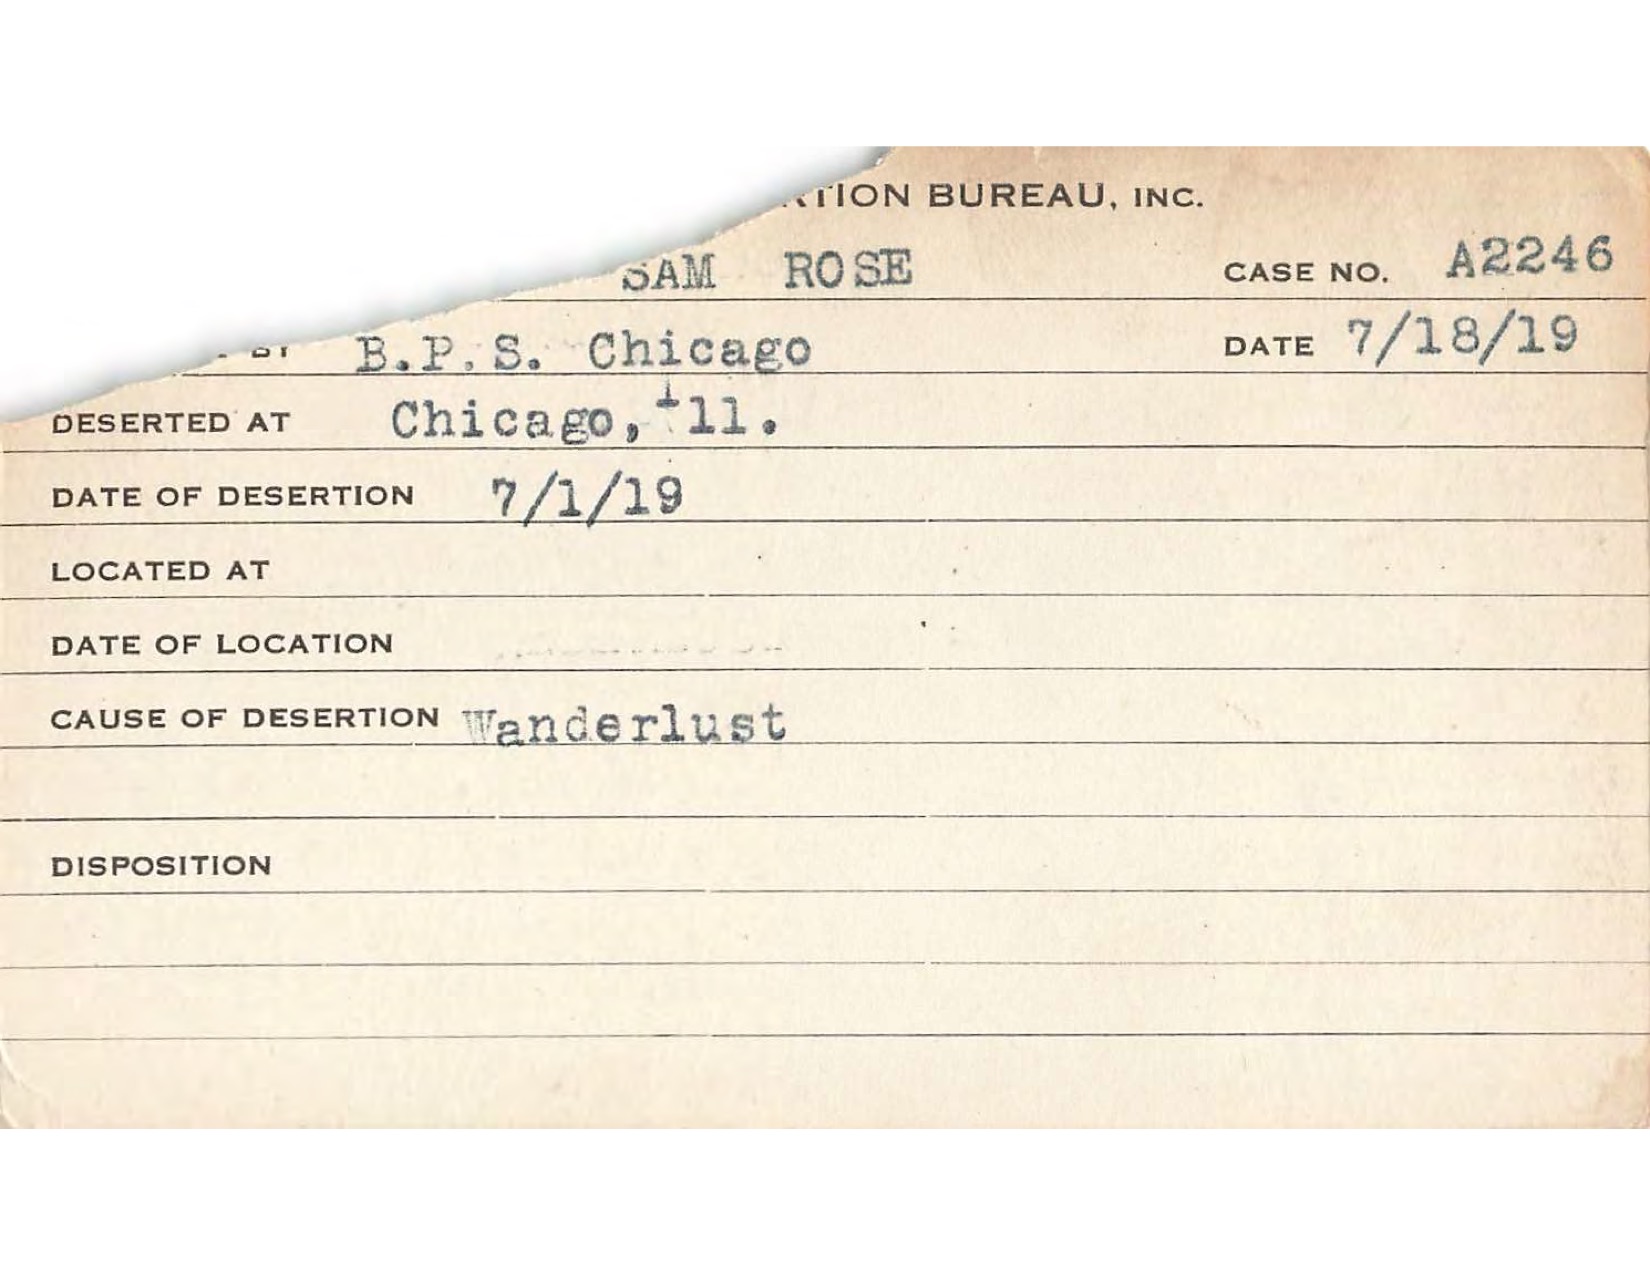 TION BUREAU, INC.
SAM ROSE CASE NO. A2246
BY B.P.S. Chicago DATE 7/18/19
DESERTED AT Chicago, Ill.
DATE OF DESERTION 7/1/19
LOCATED AT
DATE OF LOCATION
CAUSE OF DESERTION Wanderlust
DISPOSITION